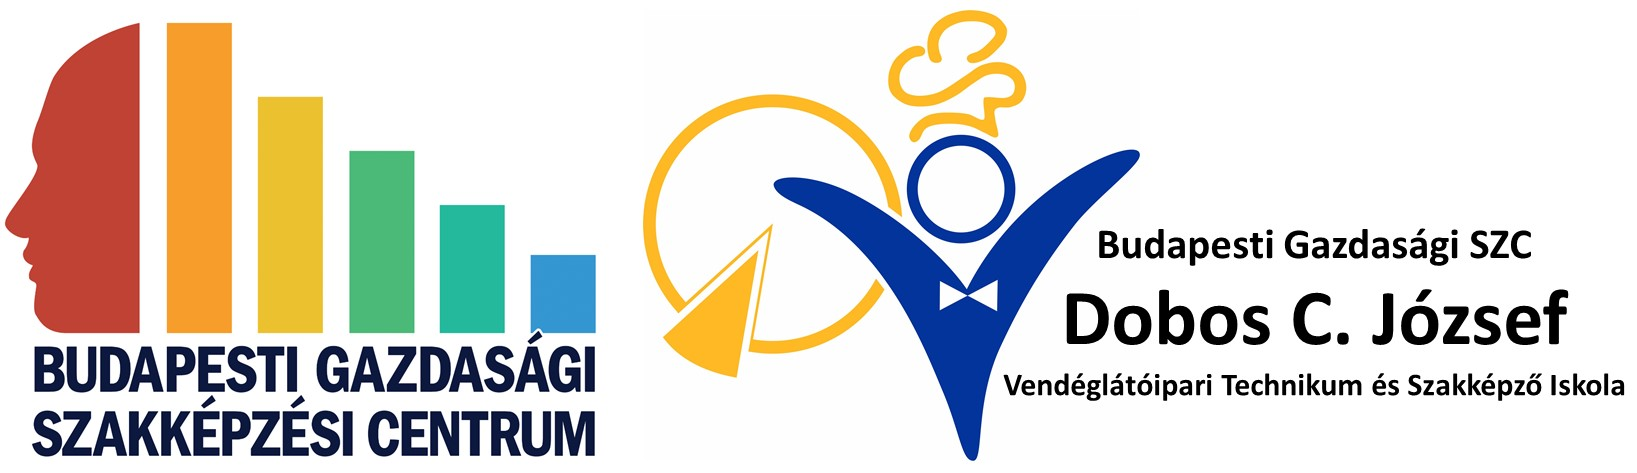 BUDAPESTI GAZDASÁGI
SZAKKÉPZÉSI CENTRUM
Budapesti Gazdasági SZC
Dobos C. József
Vendéglátóipari Technikum és Szakképző Iskola